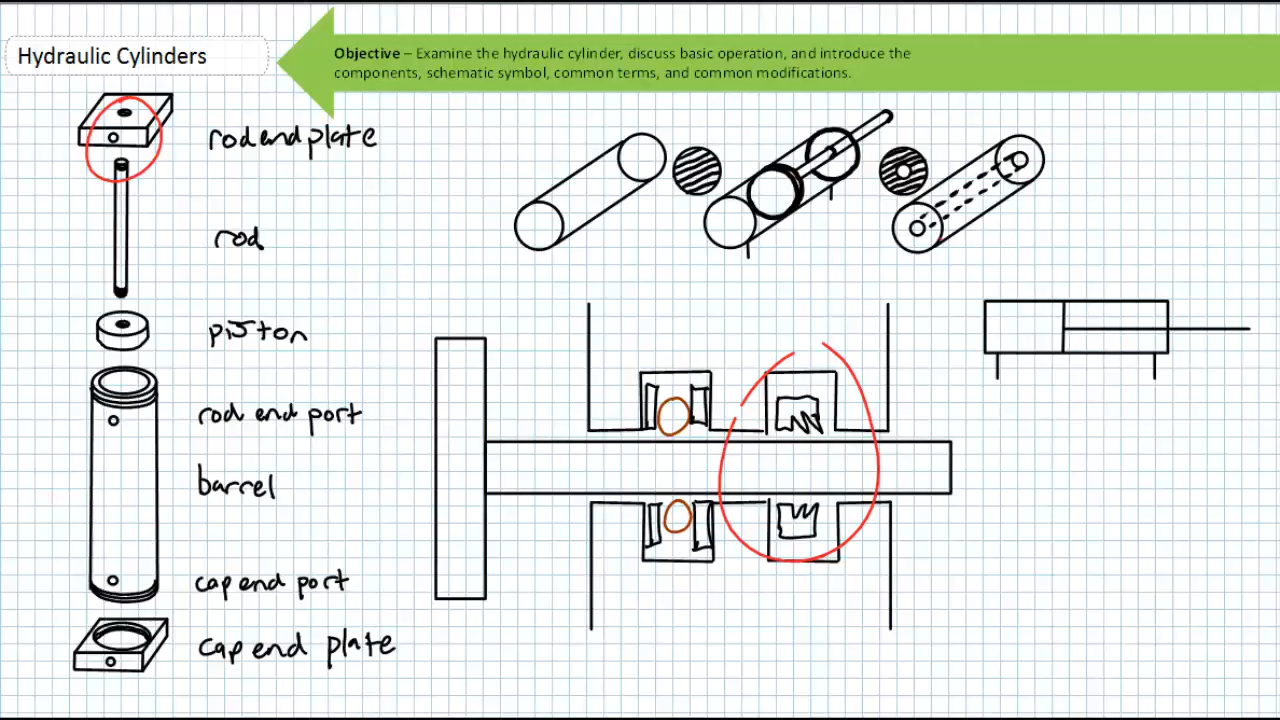 Hydraulic Cylinders
Objective – Examine the hydraulic cylinder, discuss basic operation, and introduce the
components, schematic symbol, common terms, and common modifications.
rod end plate
rod
piston
rod end port
barrel
cap end port
cap end plate